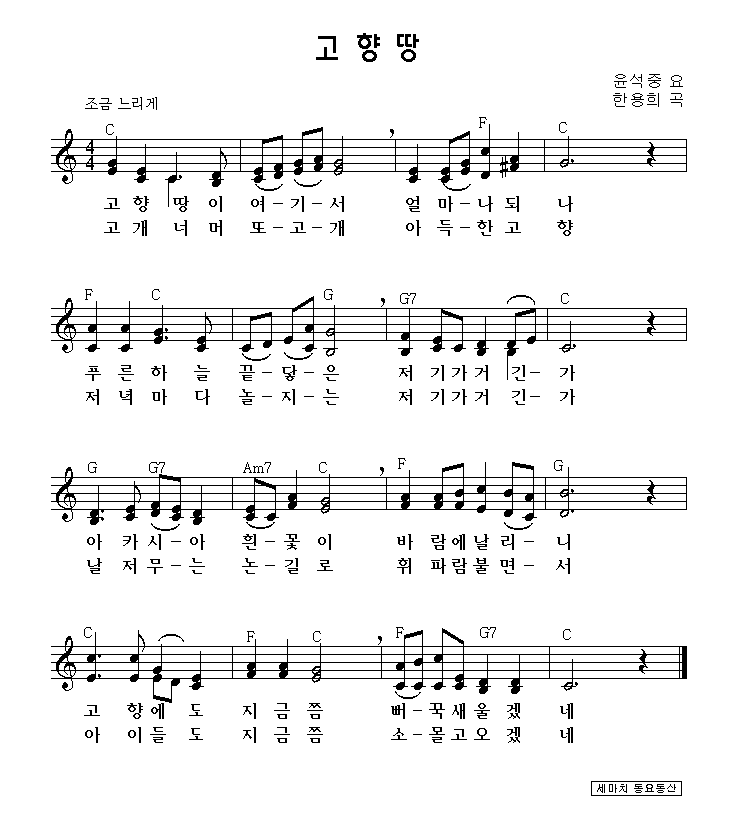 고 향 땅
윤석중 요
조금 느리게
한용희 곡
C F C
4
4
고 향 땅 이 여-기-서 얼 마-나되 나
고 개 너 머 또-고-개 아 득-한고 향
F C G G7 C
푸 른 하 늘 끝-닿-은 저 기가거 긴- 가
저 녁 마 다 놀-지-는 저 기가거 긴- 가
G G7 Am7 C F G
아 카 시-아 흰-꽃이 바 람에날 리- 니
날 저 무-는 논-길로 휘 파람불 면- 서
C F C F G7 C
고 향에도 지금쯤 뻐-꾹새울겠 네
아 이들도 지금쯤 소-몰고오겠 네
세마치 동요동산